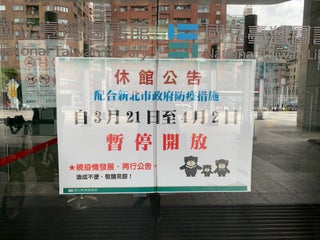 休館公告
配合新北市政府防疫措施
自3月21日至4月2日
暫停開放
★視疫情發展,再行公告。
造成不便,敬請見諒!